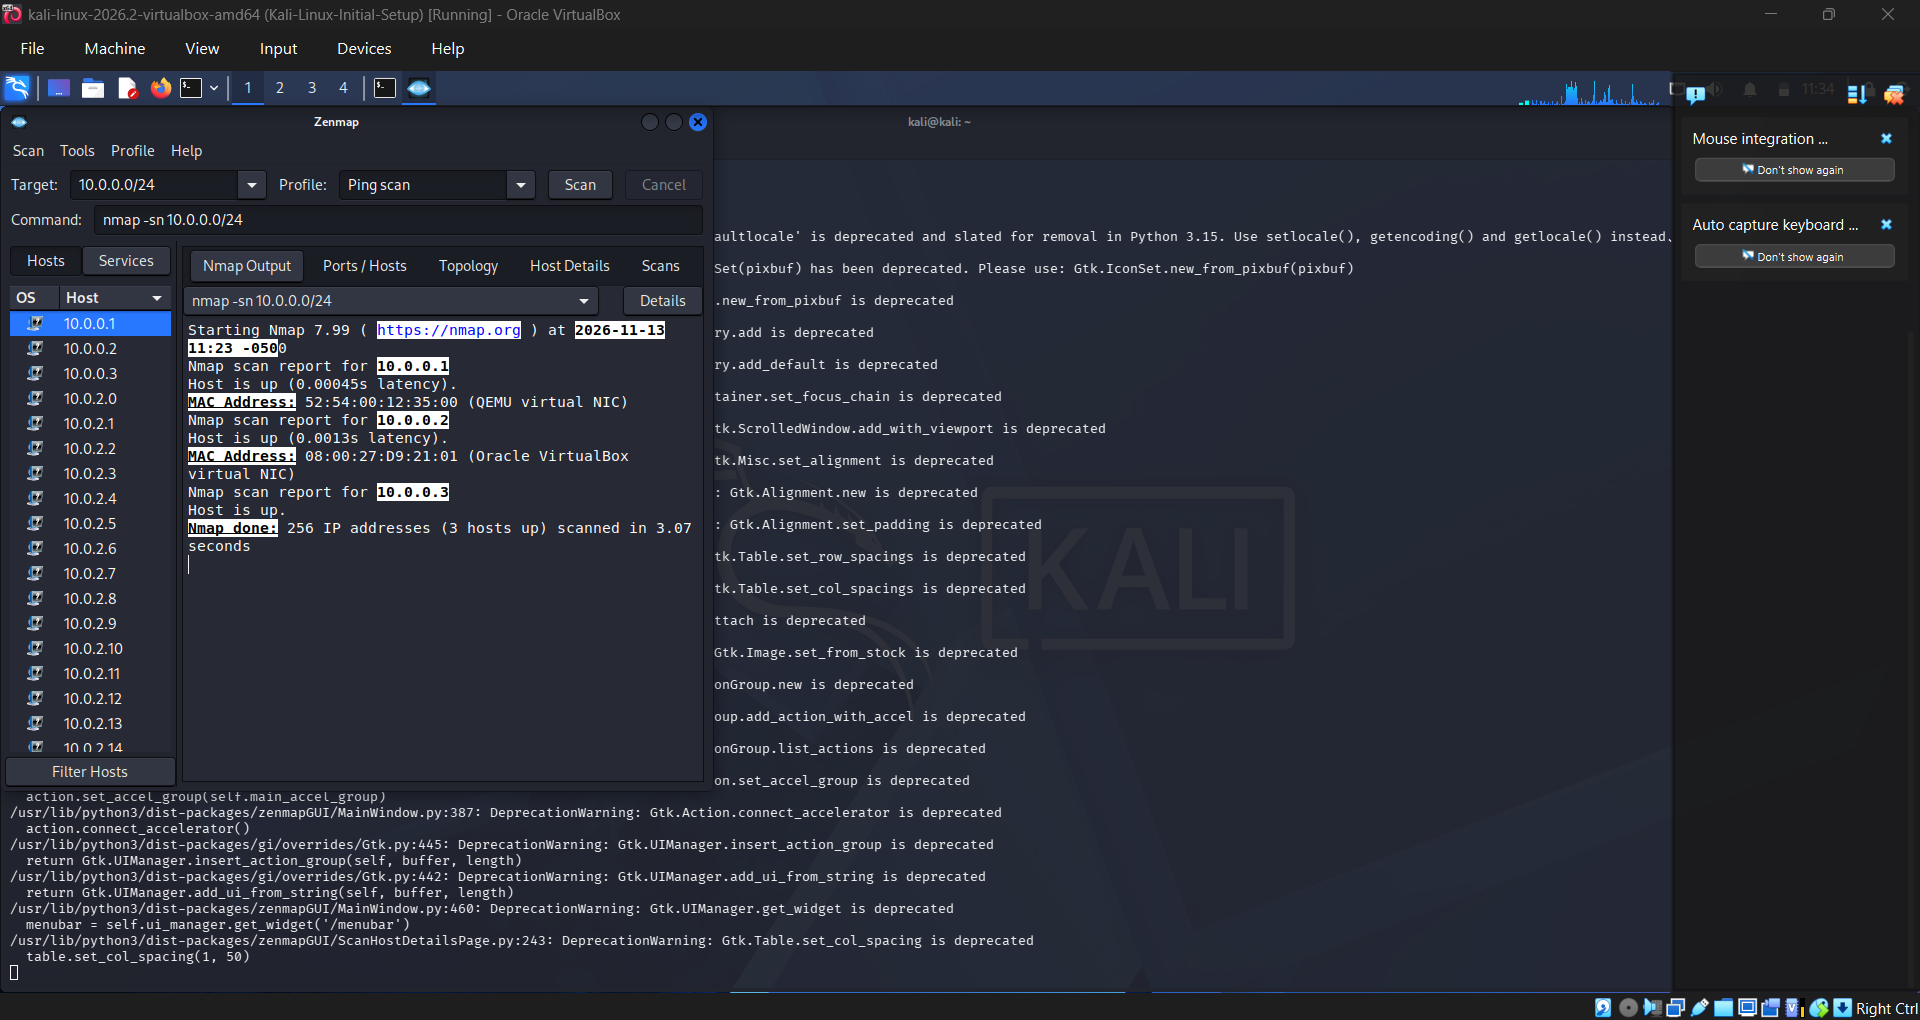 kali-linux-2026.2-virtualbox-amd64 (Kali-Linux-Initial-Setup) [Running] - Oracle VirtualBox
File Machine View Input Devices Help
1 2 3 4
11:34
Zenmap
kali@kali: ~
Scan Tools Profile Help
Target: 10.0.0.0/24 Profile: Ping scan Scan Cancel
Command: nmap -sn 10.0.0.0/24
Hosts Services
OS Host
10.0.0.1
10.0.0.2
10.0.0.3
10.0.2.0
10.0.2.1
10.0.2.2
10.0.2.3
10.0.2.4
10.0.2.5
10.0.2.6
10.0.2.7
10.0.2.8
10.0.2.9
10.0.2.10
10.0.2.11
10.0.2.12
10.0.2.13
10.0.2.14
Filter Hosts
Nmap Output Ports / Hosts Topology Host Details Scans
nmap -sn 10.0.0.0/24 Details
Starting Nmap 7.99 ( https://nmap.org ) at 2026-11-13
11:23 -0500
Nmap scan report for 10.0.0.1
Host is up (0.00045s latency).
MAC Address: 52:54:00:12:35:00 (QEMU virtual NIC)
Nmap scan report for 10.0.0.2
Host is up (0.0013s latency).
MAC Address: 08:00:27:D9:21:01 (Oracle VirtualBox
virtual NIC)
Nmap scan report for 10.0.0.3
Host is up.
Nmap done: 256 IP addresses (3 hosts up) scanned in 3.07
seconds
aultlocale' is deprecated and slated for removal in Python 3.15. Use setlocale(), getencoding() and getlocale() instead.
Set(pixbuf) has been deprecated. Please use: Gtk.IconSet.new_from_pixbuf(pixbuf)
.new_from_pixbuf is deprecated
ry.add is deprecated
ry.add_default is deprecated
tainer.set_focus_chain is deprecated
tk.ScrolledWindow.add_with_viewport is deprecated
tk.Misc.set_alignment is deprecated
: Gtk.Alignment.new is deprecated
: Gtk.Alignment.set_padding is deprecated
tk.Table.set_row_spacings is deprecated
tk.Table.set_col_spacings is deprecated
ttach is deprecated
Gtk.Image.set_from_stock is deprecated
onGroup.new is deprecated
oup.add_action_with_accel is deprecated
onGroup.list_actions is deprecated
on.set_accel_group is deprecated
action.set_accel_group(self.main_accel_group)
/usr/lib/python3/dist-packages/zenmapGUI/MainWindow.py:387: DeprecationWarning: Gtk.Action.connect_accelerator is deprecated
action.connect_accelerator()
/usr/lib/python3/dist-packages/gi/overrides/Gtk.py:445: DeprecationWarning: Gtk.UIManager.insert_action_group is deprecated
return Gtk.UIManager.insert_action_group(self, buffer, length)
/usr/lib/python3/dist-packages/gi/overrides/Gtk.py:442: DeprecationWarning: Gtk.UIManager.add_ui_from_string is deprecated
return Gtk.UIManager.add_ui_from_string(self, buffer, length)
/usr/lib/python3/dist-packages/zenmapGUI/MainWindow.py:460: DeprecationWarning: Gtk.UIManager.get_widget is deprecated
menubar = self.ui_manager.get_widget('/menubar')
/usr/lib/python3/dist-packages/zenmapGUI/ScanHostDetailsPage.py:243: DeprecationWarning: Gtk.Table.set_col_spacing is deprecated
table.set_col_spacing(1, 50)
KALI
Mouse integration ...
Don't show again
Auto capture keyboard ...
Don't show again
Right Ctrl